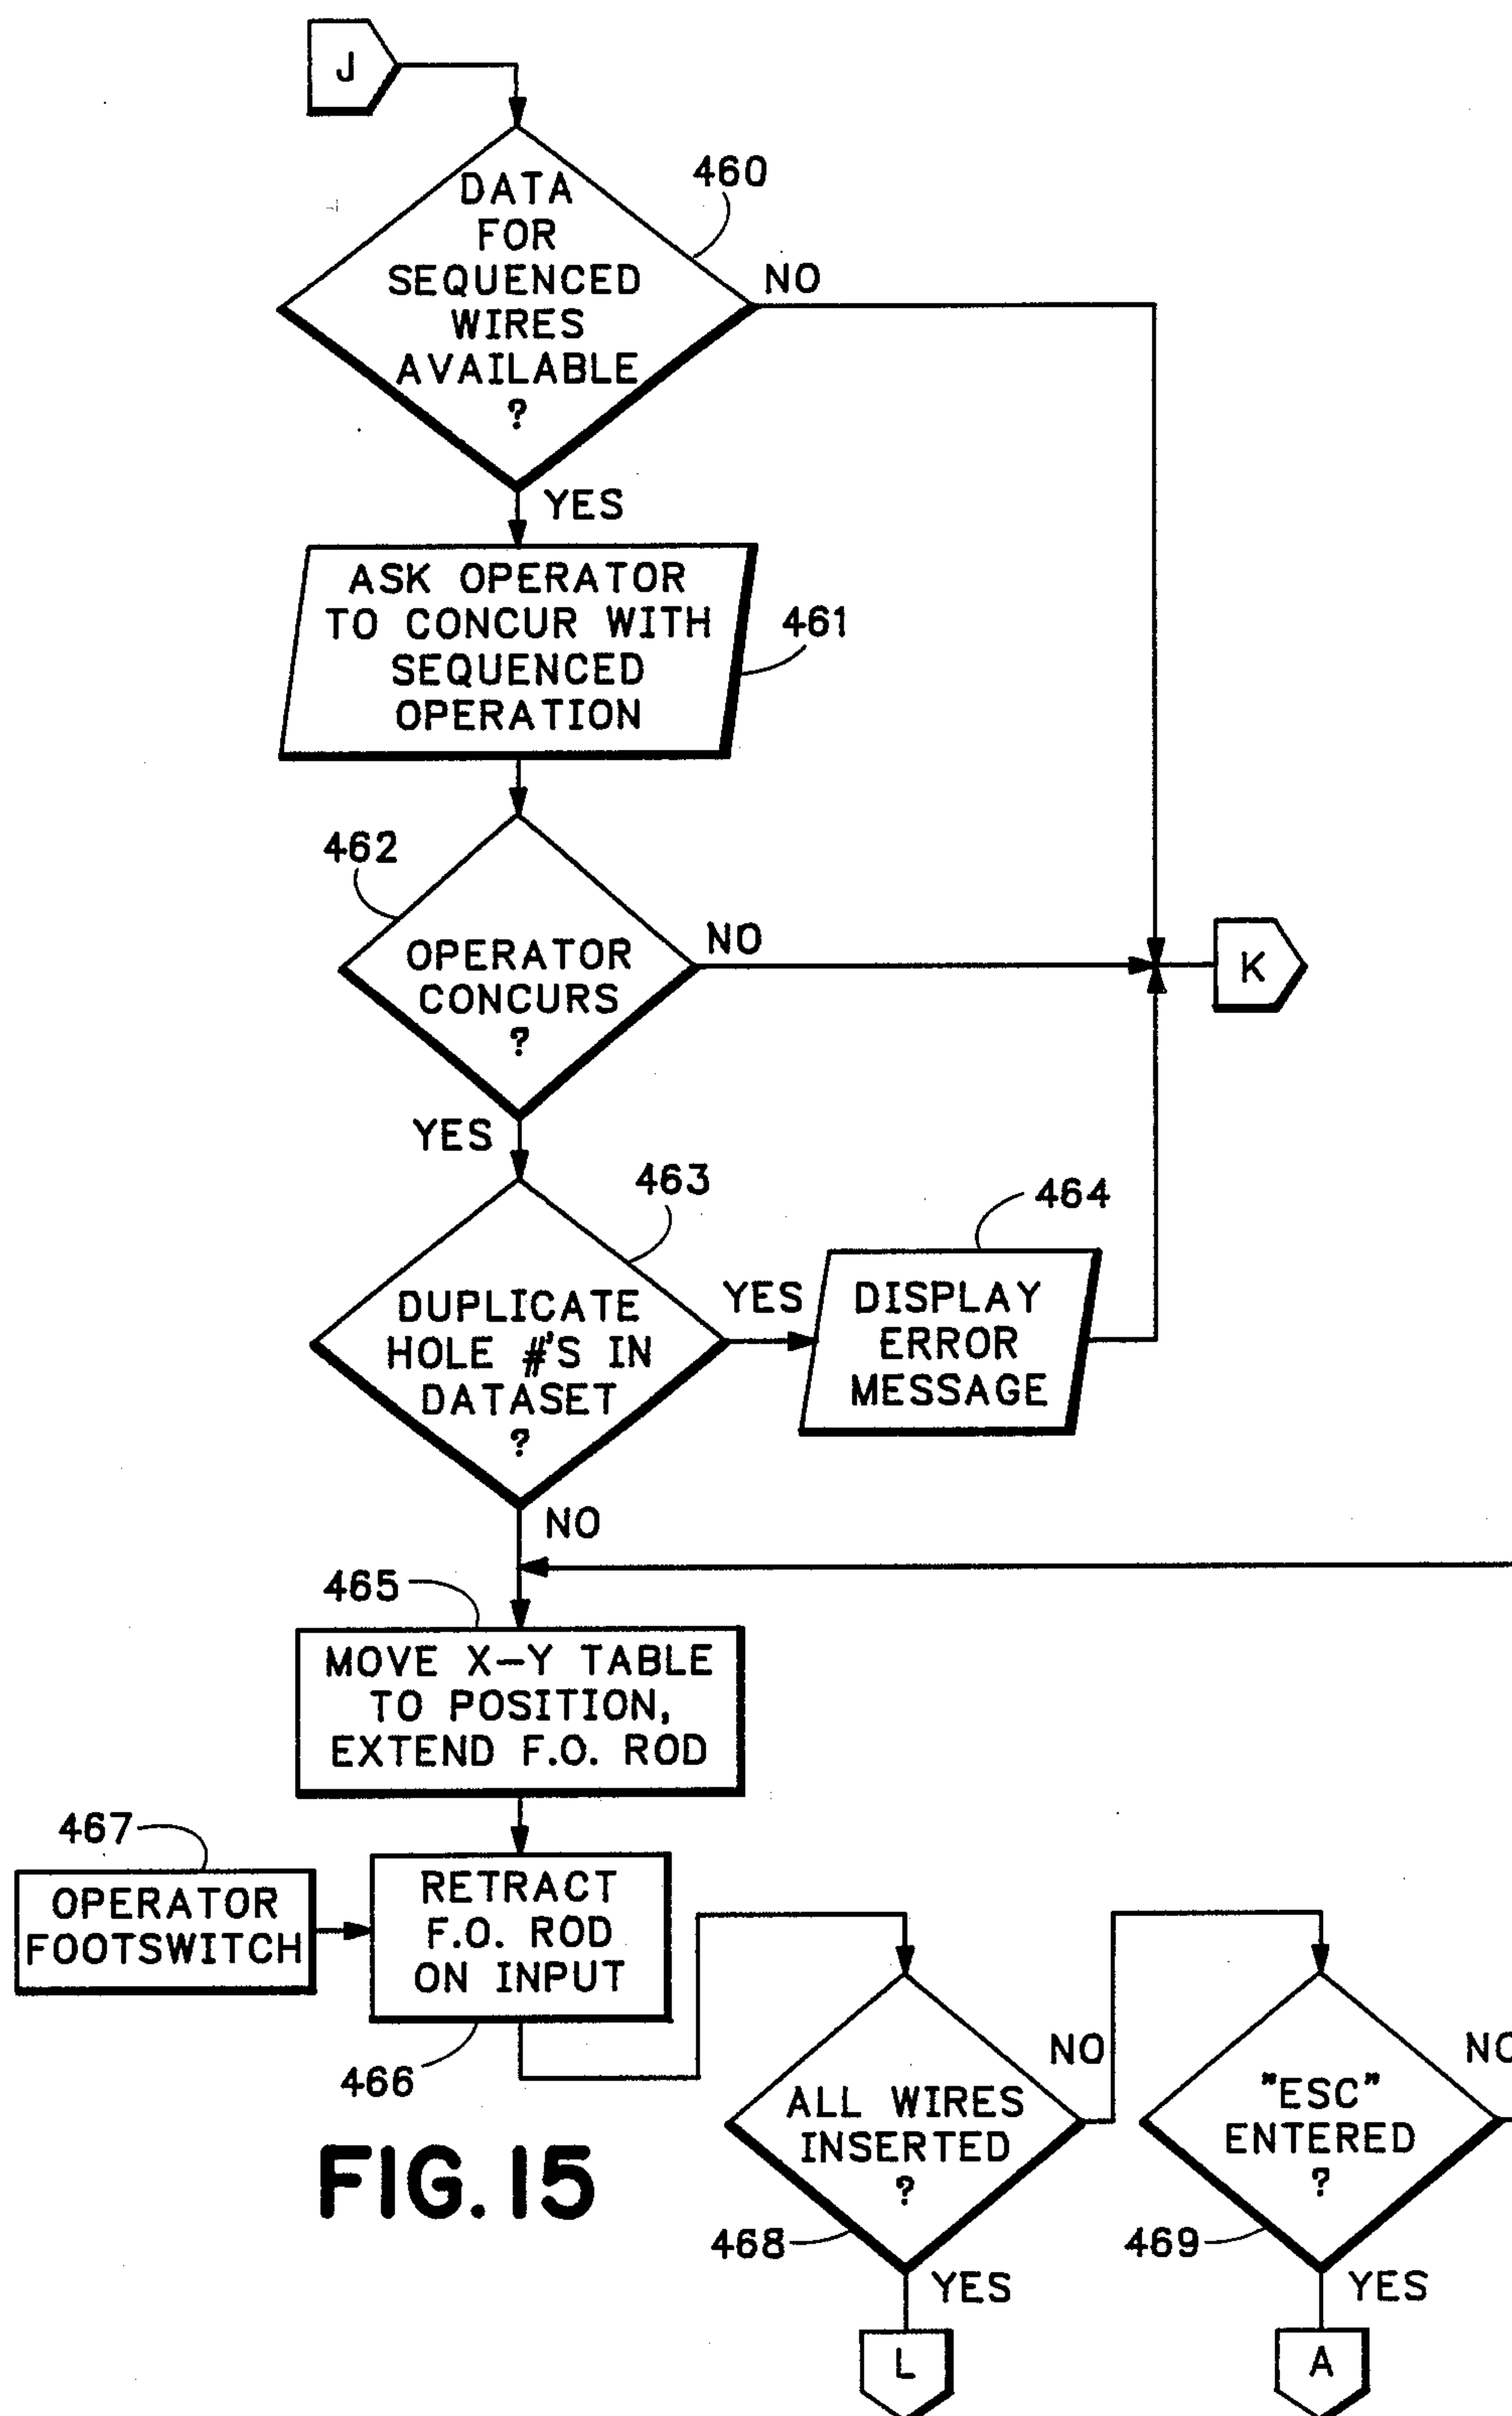 J
460
DATA
FOR
SEQUENCED
WIRES
AVAILABLE
?
NO
YES
ASK OPERATOR
TO CONCUR WITH
SEQUENCED
OPERATION
461
462
OPERATOR
CONCURS
?
NO
K
YES
463
DUPLICATE
HOLE #'S IN
DATASET
?
YES
464
DISPLAY
ERROR
MESSAGE
NO
465
MOVE X-Y TABLE
TO POSITION,
EXTEND F.O. ROD
467
OPERATOR
FOOTSWITCH
RETRACT
F.O. ROD
ON INPUT
466
ALL WIRES
INSERTED
?
NO
468
YES
L
"ESC"
ENTERED
?
NO
469
YES
A
FIG. 15